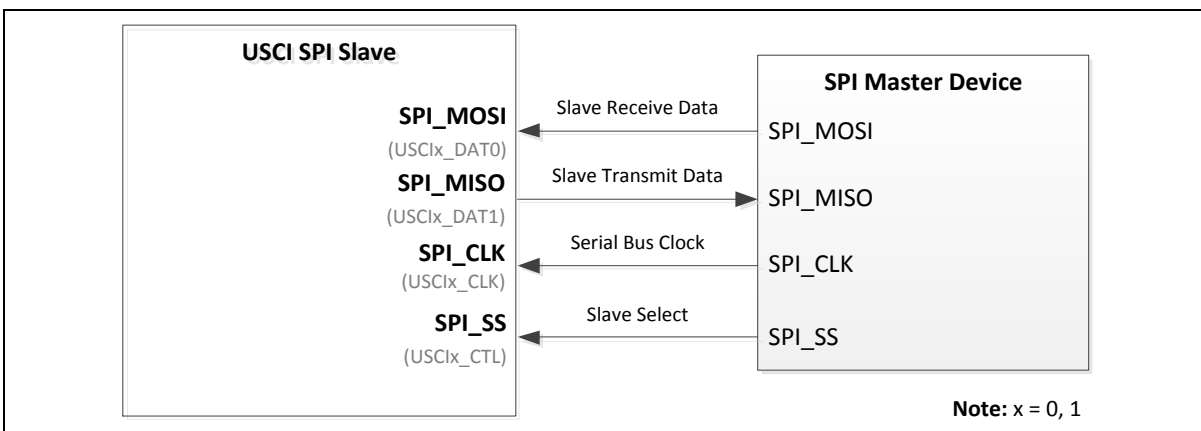 USCI SPI Slave
SPI_MOSI
(USCIx_DAT0)
SPI_MISO
(USCIx_DAT1)
SPI_CLK
(USCIx_CLK)
SPI_SS
(USCIx_CTL)
Slave Receive Data
Slave Transmit Data
Serial Bus Clock
Slave Select
SPI Master Device
SPI_MOSI
SPI_MISO
SPI_CLK
SPI_SS
Note: x = 0, 1